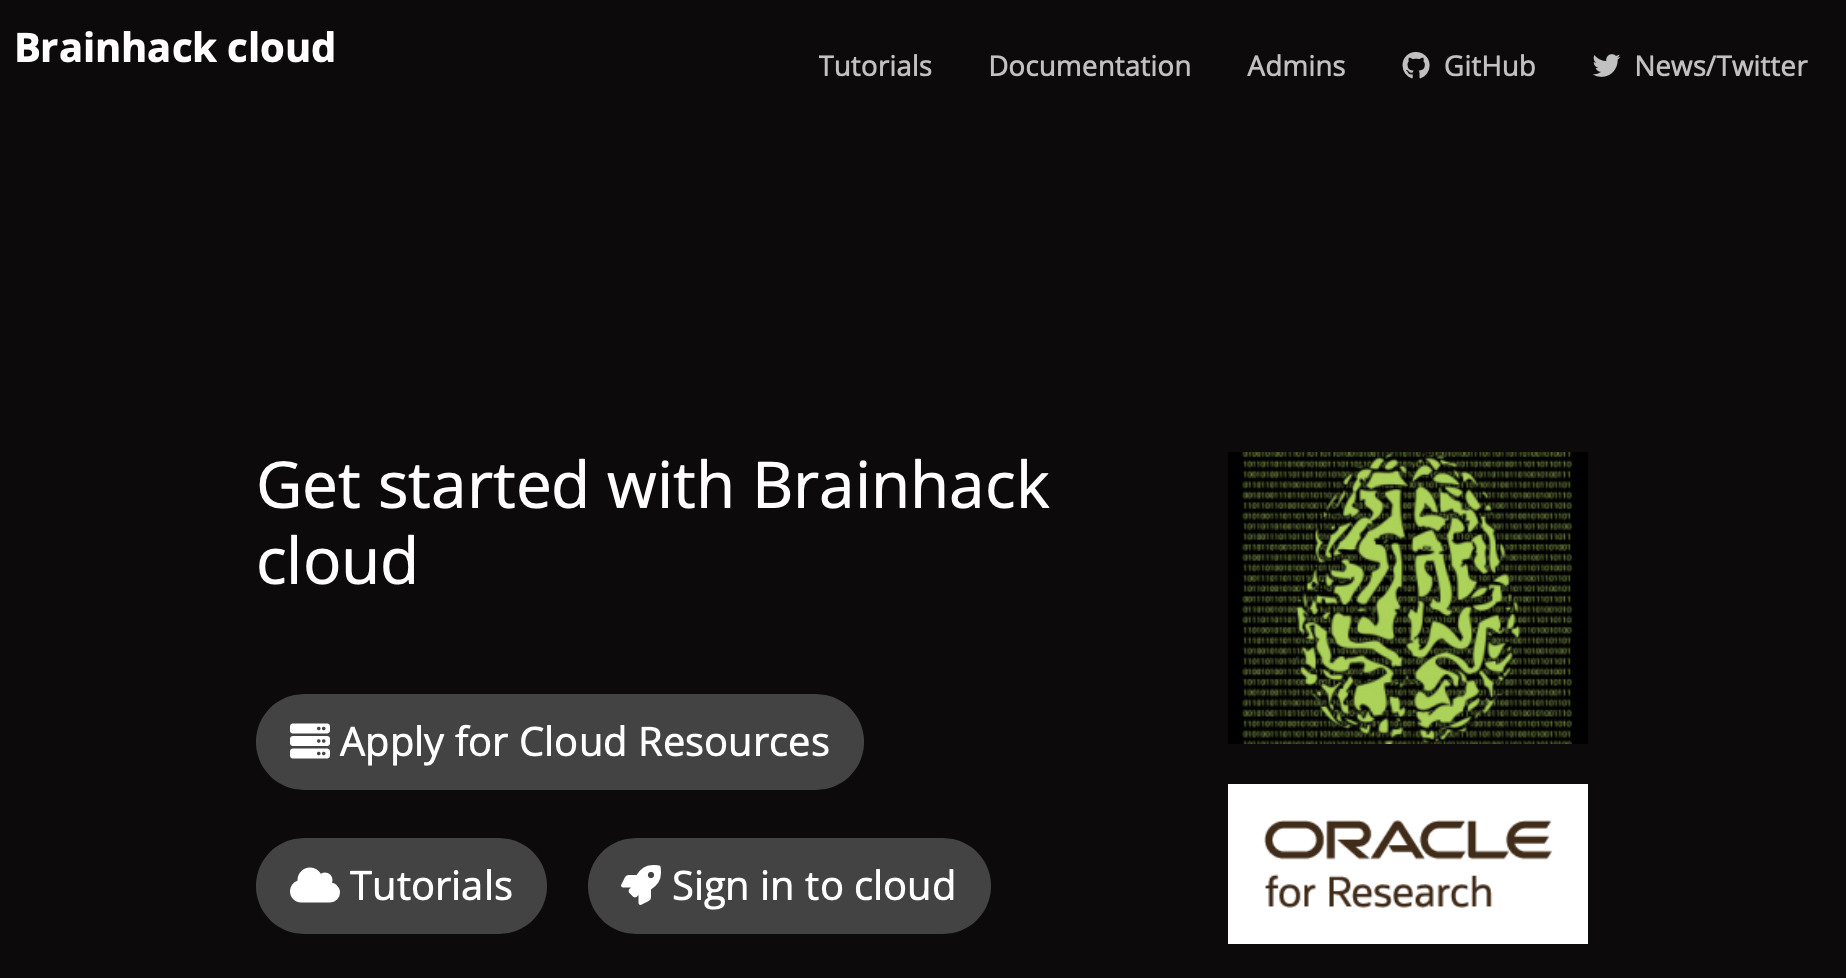 Brainhack cloud
Tutorials
Documentation
Admins
GitHub
News/Twitter
Get started with Brainhack
cloud
Apply for Cloud Resources
Tutorials
Sign in to cloud
ORACLE
for Research